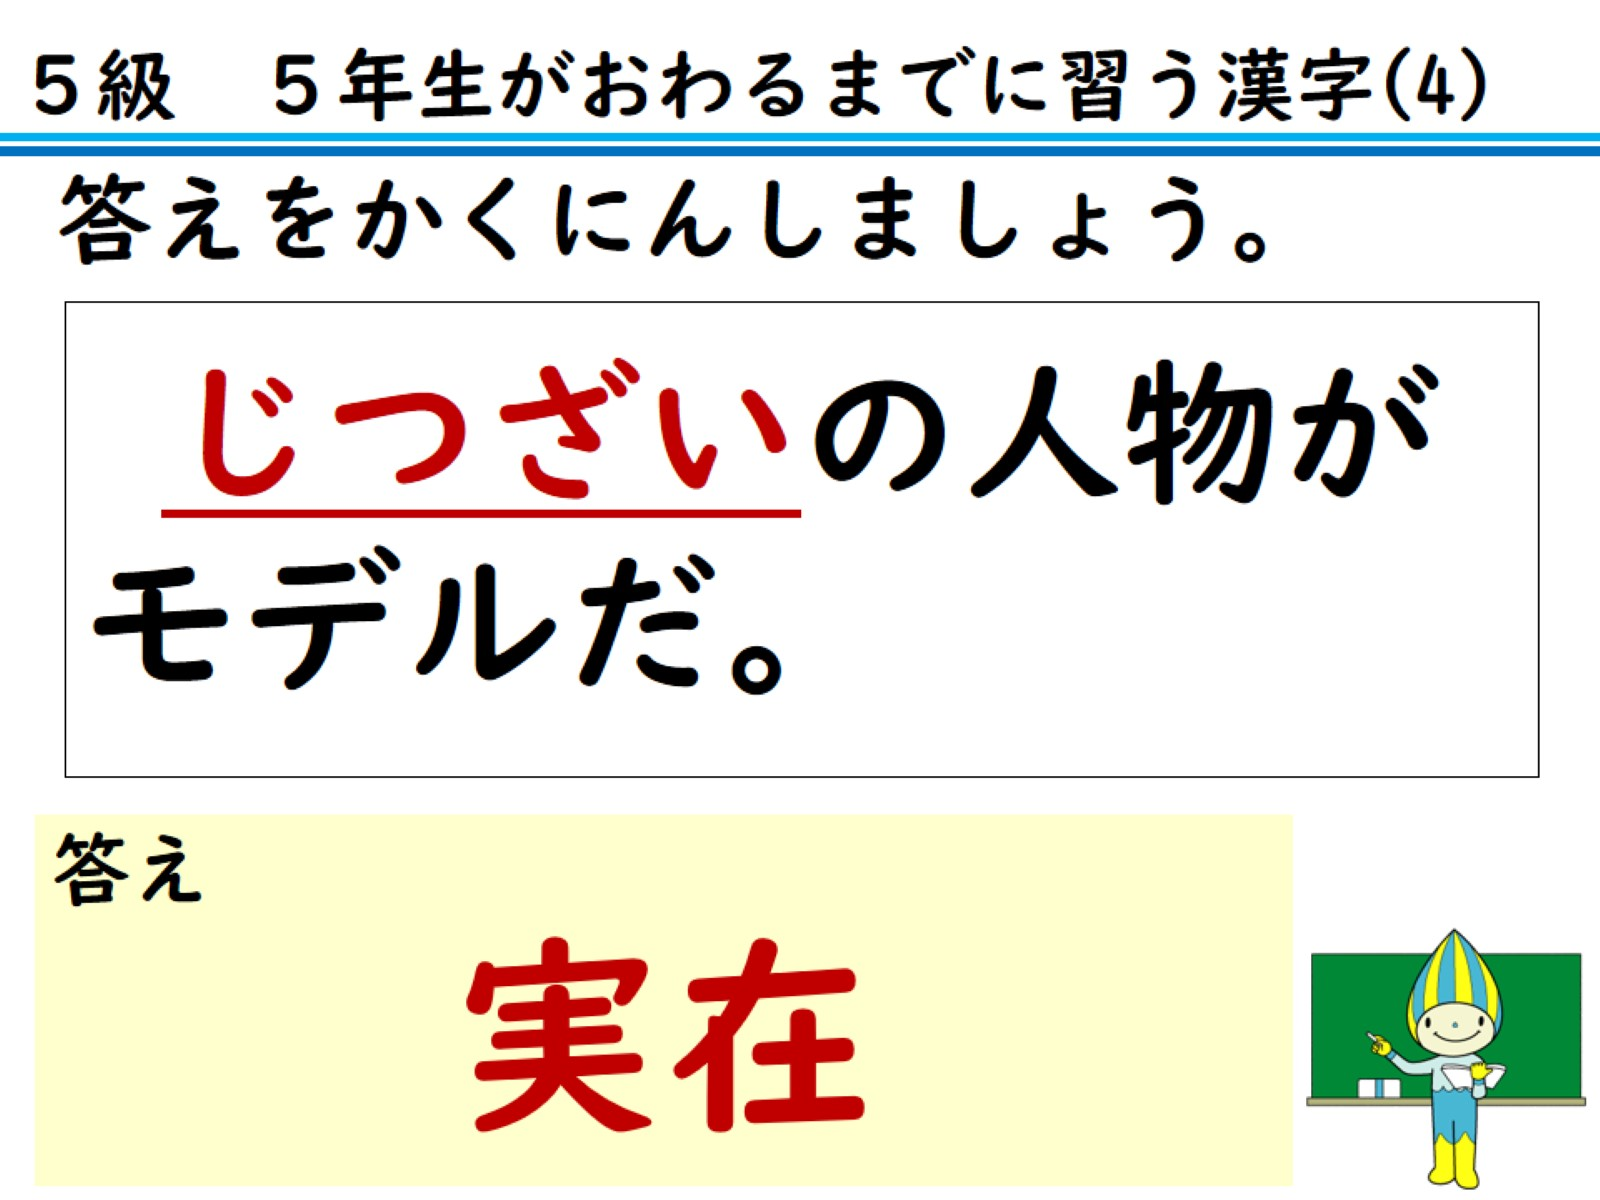 ５級　５年生がおわるまでに習う漢字(4)
答えをかくにんしましょう。
じつざいの人物が
モデルだ。
答え
実在